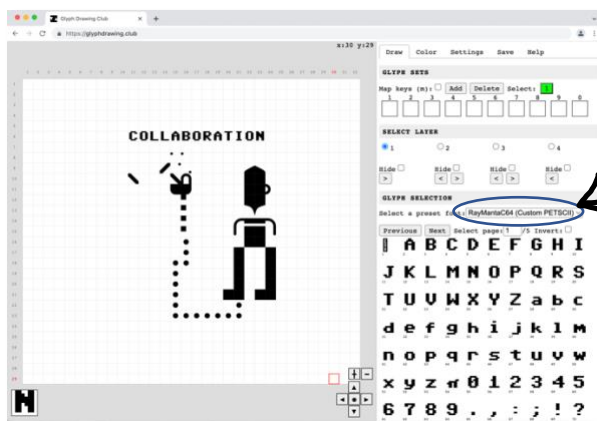 Glyph Drawing Club
https://glyphdrawing.club
x:30 y:29
Draw Color Settings Save Help
GLYPH SETS
Map keys (m): Add Delete Select:
1 2 3 4 5 6 7 8 9 0
COLLABORATION
SELECT LAYER
1 2 3 4
Hide Hide Hide Hide
> < > < > <
GLYPH SELECTION
Select a preset font: RayMantaC64 (Custom PETSCII)
Previous Next Select page: 1 /5 Invert:
A B C D E F G H I
J K L M N O P Q R S
T U V W X Y Z a b c
d e f g h i j k l m
n o p q r s t u v w
x y z π 0 1 2 3 4 5
6 7 8 9 . , : ; ! ?
N